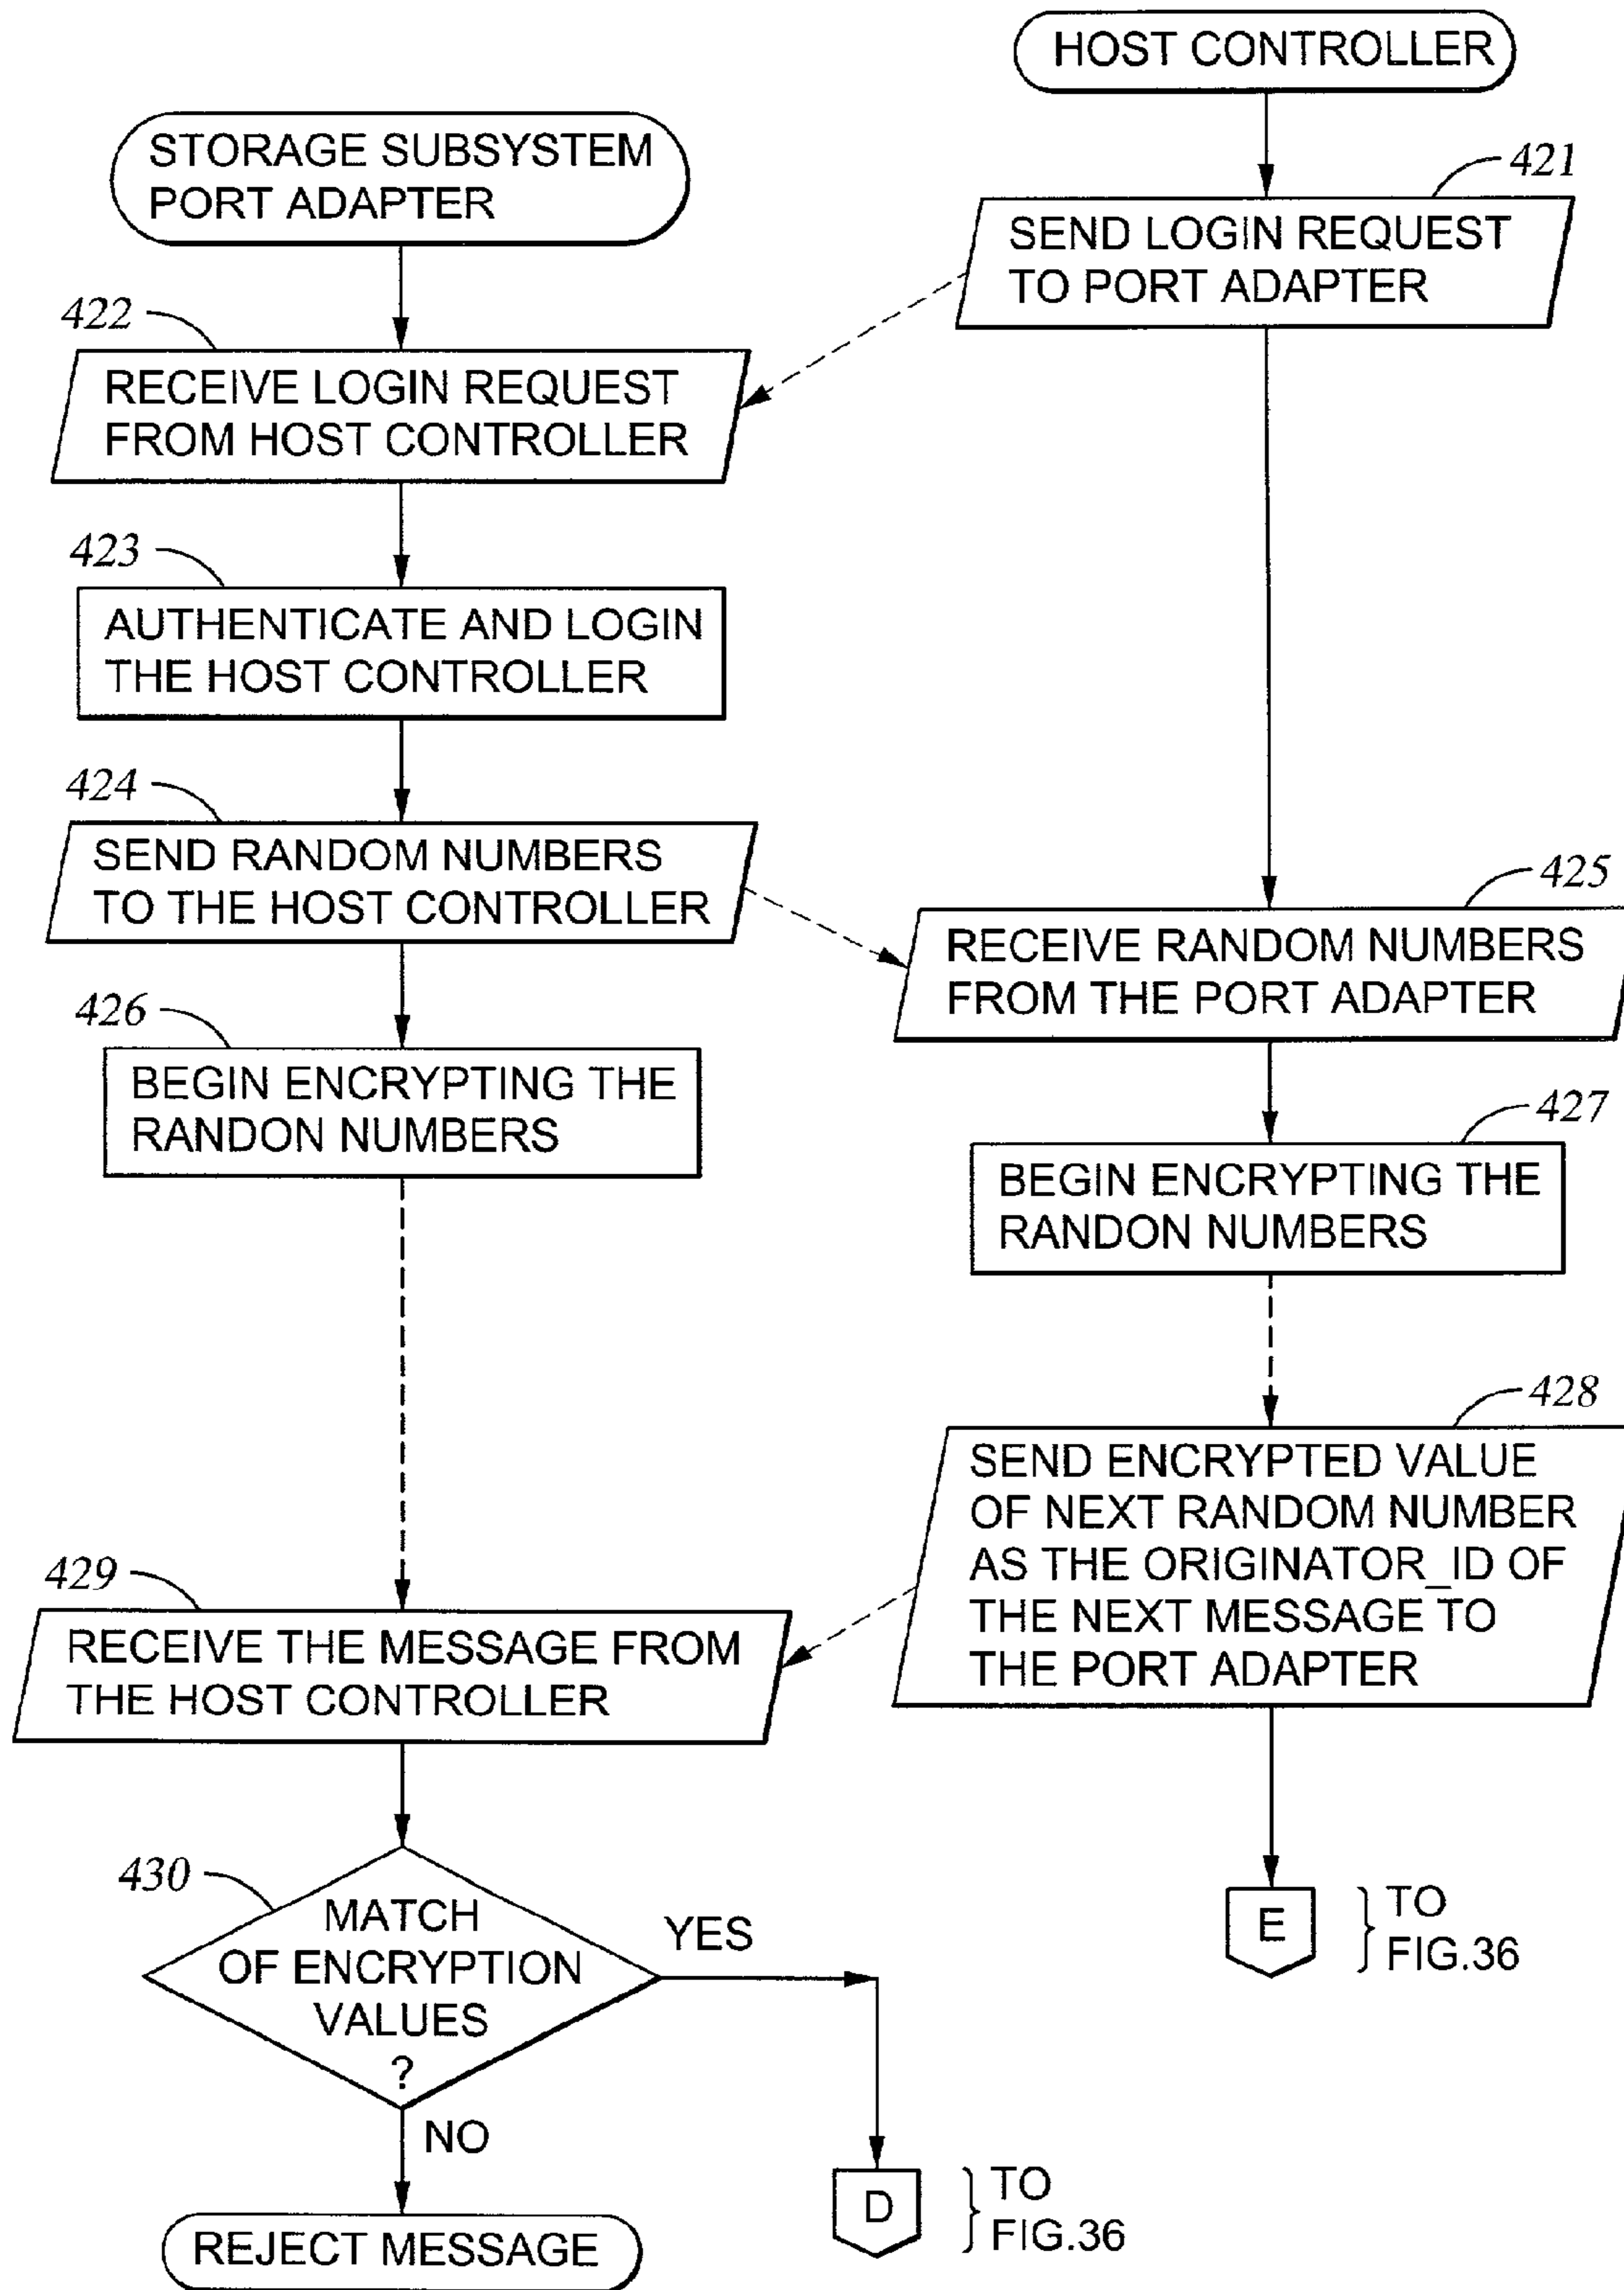 HOST CONTROLLER
STORAGE SUBSYSTEM
PORT ADAPTER
421
SEND LOGIN REQUEST
TO PORT ADAPTER
422
RECEIVE LOGIN REQUEST
FROM HOST CONTROLLER
423
AUTHENTICATE AND LOGIN
THE HOST CONTROLLER
424
SEND RANDOM NUMBERS
TO THE HOST CONTROLLER
425
RECEIVE RANDOM NUMBERS
FROM THE PORT ADAPTER
426
BEGIN ENCRYPTING THE
RANDON NUMBERS
427
BEGIN ENCRYPTING THE
RANDON NUMBERS
428
SEND ENCRYPTED VALUE
OF NEXT RANDOM NUMBER
AS THE ORIGINATOR_ID OF
THE NEXT MESSAGE TO
THE PORT ADAPTER
429
RECEIVE THE MESSAGE FROM
THE HOST CONTROLLER
430
MATCH
OF ENCRYPTION
VALUES
?
YES
NO
E
TO
FIG.36
D
TO
FIG.36
REJECT MESSAGE